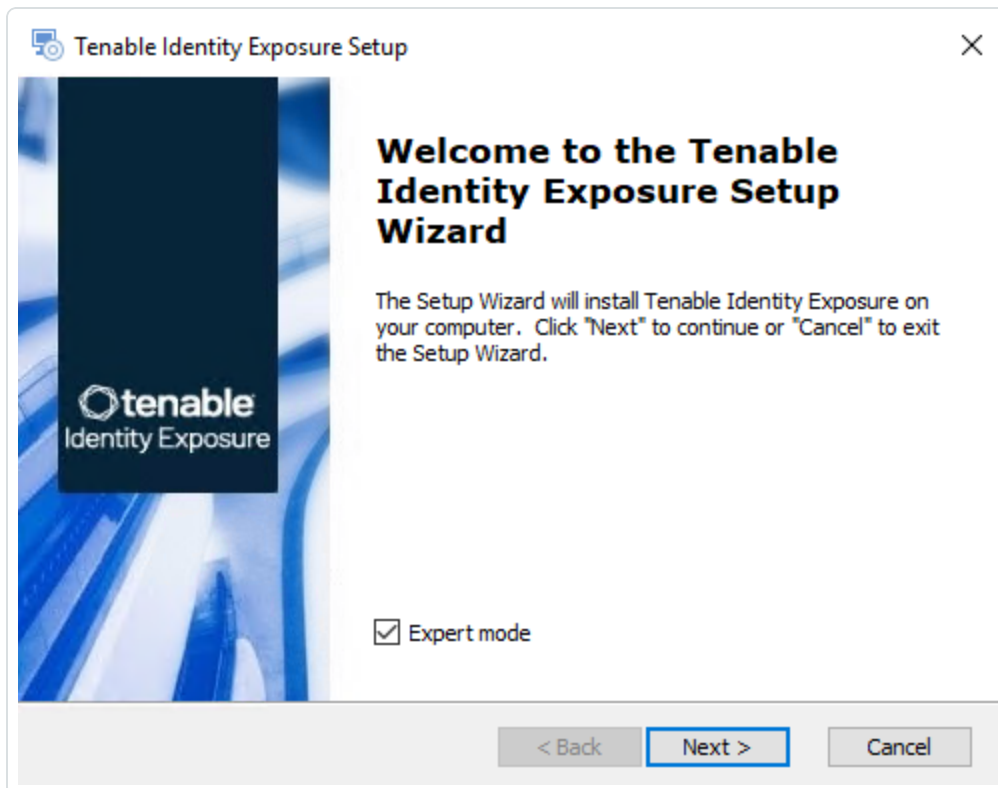 Tenable Identity Exposure Setup
Welcome to the Tenable
Identity Exposure Setup
Wizard
The Setup Wizard will install Tenable Identity Exposure on
your computer. Click "Next" to continue or "Cancel" to exit
the Setup Wizard.
tenable
Identity Exposure
Expert mode
< Back
Next >
Cancel